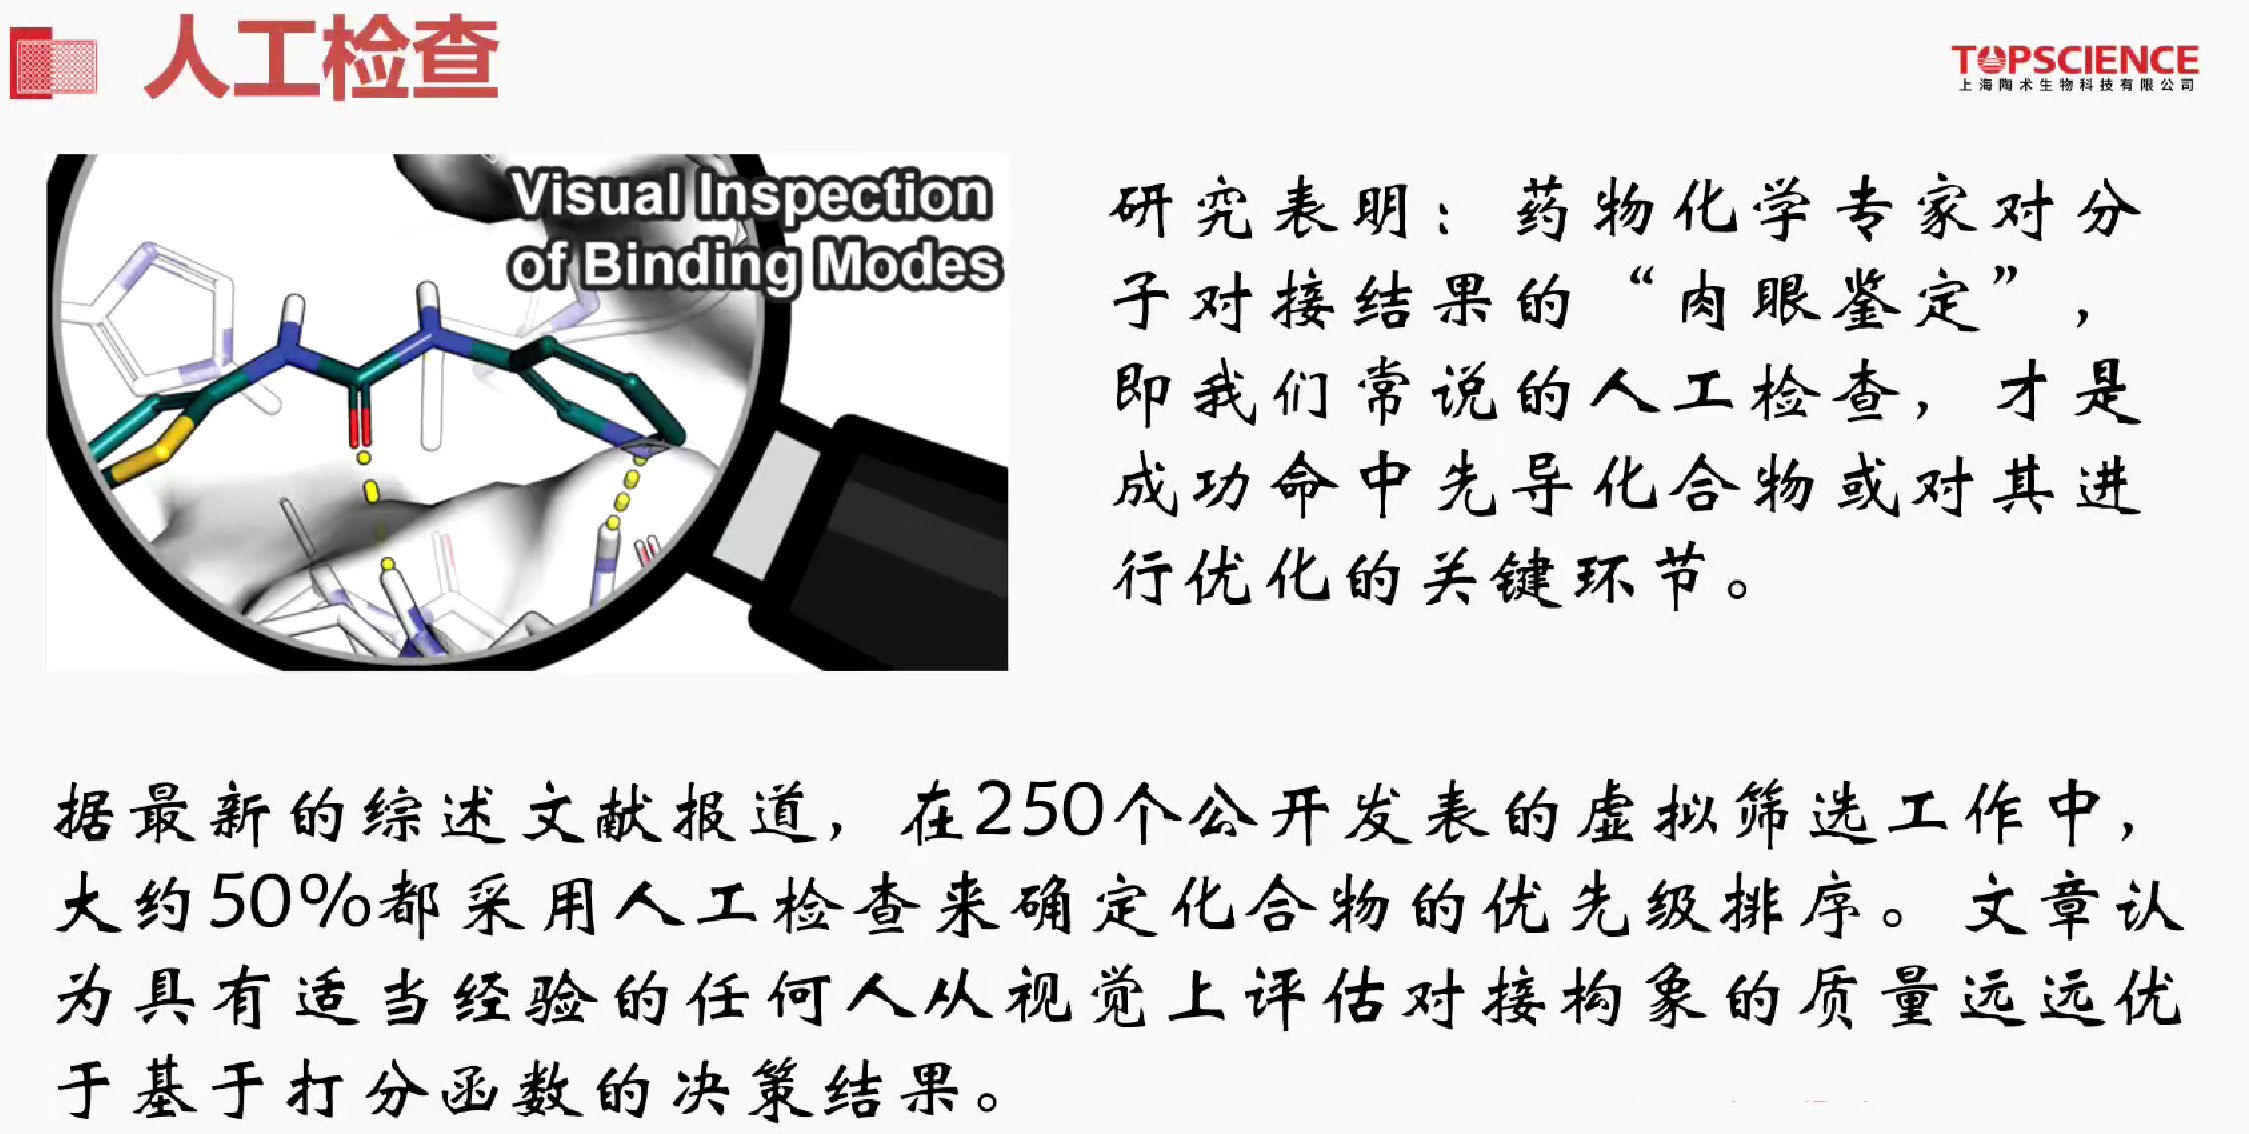 人工检查
TOPSCIENCE
上海陶术生物科技有限公司
Visual Inspection
of Binding Modes
研究表明：药物化学专家对分
子对接结果的“肉眼鉴定”，
即我们常说的人工检查，才是
成功命中先导化合物或对其进
行优化的关键环节。
据最新的综述文献报道，在250个公开发表的虚拟筛选工作中，
大约50%都采用人工检查来确定化合物的优先级排序。文章认
为具有适当经验的任何人从视觉上评估对接构象的质量远远优
于基于打分函数的决策结果。